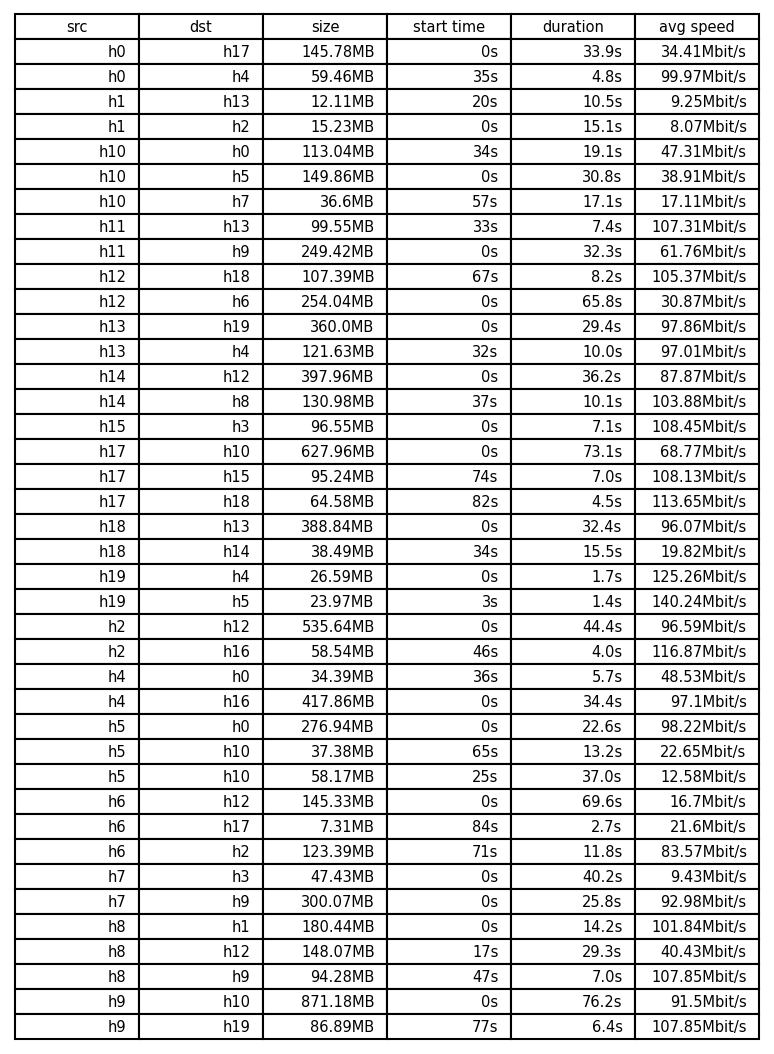 src dst size start time duration avg speed
h0 h17 145.78MB 0s 33.9s 34.41Mbit/s
h0 h4 59.46MB 35s 4.8s 99.97Mbit/s
h1 h13 12.11MB 20s 10.5s 9.25Mbit/s
h1 h2 15.23MB 0s 15.1s 8.07Mbit/s
h10 h0 113.04MB 34s 19.1s 47.31Mbit/s
h10 h5 149.86MB 0s 30.8s 38.91Mbit/s
h10 h7 36.6MB 57s 17.1s 17.11Mbit/s
h11 h13 99.55MB 33s 7.4s 107.31Mbit/s
h11 h9 249.42MB 0s 32.3s 61.76Mbit/s
h12 h18 107.39MB 67s 8.2s 105.37Mbit/s
h12 h6 254.04MB 0s 65.8s 30.87Mbit/s
h13 h19 360.0MB 0s 29.4s 97.86Mbit/s
h13 h4 121.63MB 32s 10.0s 97.01Mbit/s
h14 h12 397.96MB 0s 36.2s 87.87Mbit/s
h14 h8 130.98MB 37s 10.1s 103.88Mbit/s
h15 h3 96.55MB 0s 7.1s 108.45Mbit/s
h17 h10 627.96MB 0s 73.1s 68.77Mbit/s
h17 h15 95.24MB 74s 7.0s 108.13Mbit/s
h17 h18 64.58MB 82s 4.5s 113.65Mbit/s
h18 h13 388.84MB 0s 32.4s 96.07Mbit/s
h18 h14 38.49MB 34s 15.5s 19.82Mbit/s
h19 h4 26.59MB 0s 1.7s 125.26Mbit/s
h19 h5 23.97MB 3s 1.4s 140.24Mbit/s
h2 h12 535.64MB 0s 44.4s 96.59Mbit/s
h2 h16 58.54MB 46s 4.0s 116.87Mbit/s
h4 h0 34.39MB 36s 5.7s 48.53Mbit/s
h4 h16 417.86MB 0s 34.4s 97.1Mbit/s
h5 h0 276.94MB 0s 22.6s 98.22Mbit/s
h5 h10 37.38MB 65s 13.2s 22.65Mbit/s
h5 h10 58.17MB 25s 37.0s 12.58Mbit/s
h6 h12 145.33MB 0s 69.6s 16.7Mbit/s
h6 h17 7.31MB 84s 2.7s 21.6Mbit/s
h6 h2 123.39MB 71s 11.8s 83.57Mbit/s
h7 h3 47.43MB 0s 40.2s 9.43Mbit/s
h7 h9 300.07MB 0s 25.8s 92.98Mbit/s
h8 h1 180.44MB 0s 14.2s 101.84Mbit/s
h8 h12 148.07MB 17s 29.3s 40.43Mbit/s
h8 h9 94.28MB 47s 7.0s 107.85Mbit/s
h9 h10 871.18MB 0s 76.2s 91.5Mbit/s
h9 h19 86.89MB 77s 6.4s 107.85Mbit/s